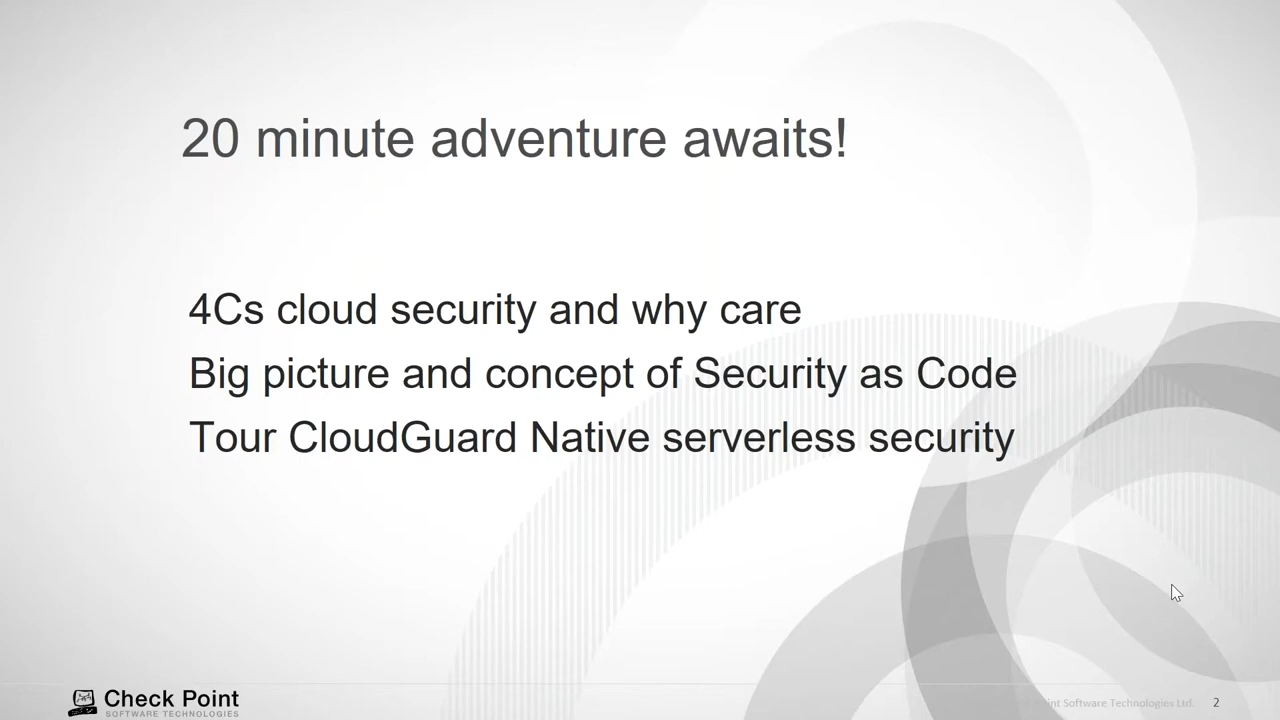 20 minute adventure awaits!
4Cs cloud security and why care
Big picture and concept of Security as Code
Tour CloudGuard Native serverless security
Check Point
SOFTWARE TECHNOLOGIES
Software Technologies Ltd.
2